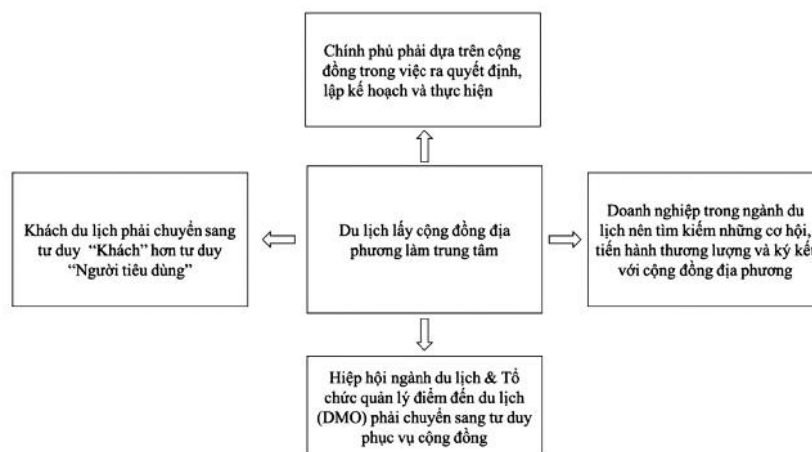 Chính phủ phải dựa trên cộng
đồng trong việc ra quyết định,
lập kế hoạch và thực hiện
Khách du lịch phải chuyển sang
tư duy “Khách” hơn tư duy
“Người tiêu dùng”
Du lịch lấy cộng đồng địa
phương làm trung tâm
Doanh nghiệp trong ngành du
lịch nên tìm kiếm những cơ hội,
tiến hành thương lượng và ký kết
với cộng đồng địa phương
Hiệp hội ngành du lịch & Tổ
chức quản lý điểm đến du lịch
(DMO) phải chuyển sang tư duy
phục vụ cộng đồng